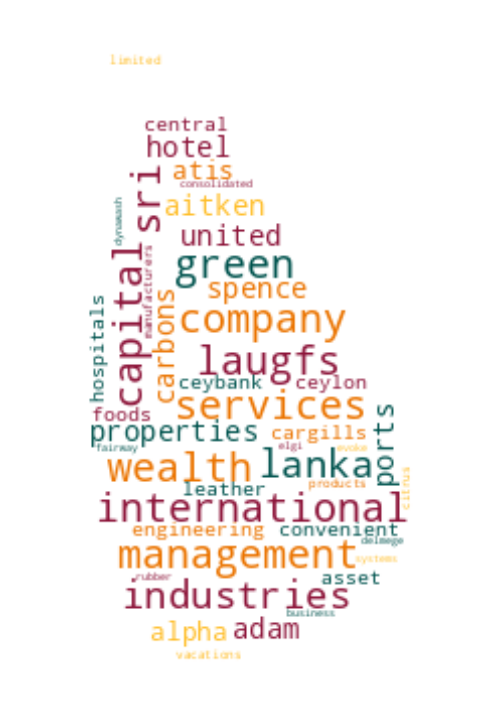 limited
central
hotel
atis
consolidated
sri
aitken
dynawash
united
green
capital
manufacturers
spence
carbons
company
hospitals
laugfs
ceybank
ceylon
services
foods
properties
cargills
ports
fairway
elgi
evoke
wealth
lanka
products
leather
citrus
international
engineering
convenient
delmege
management
systems
rubber
asset
industries
business
alpha
adam
vacations